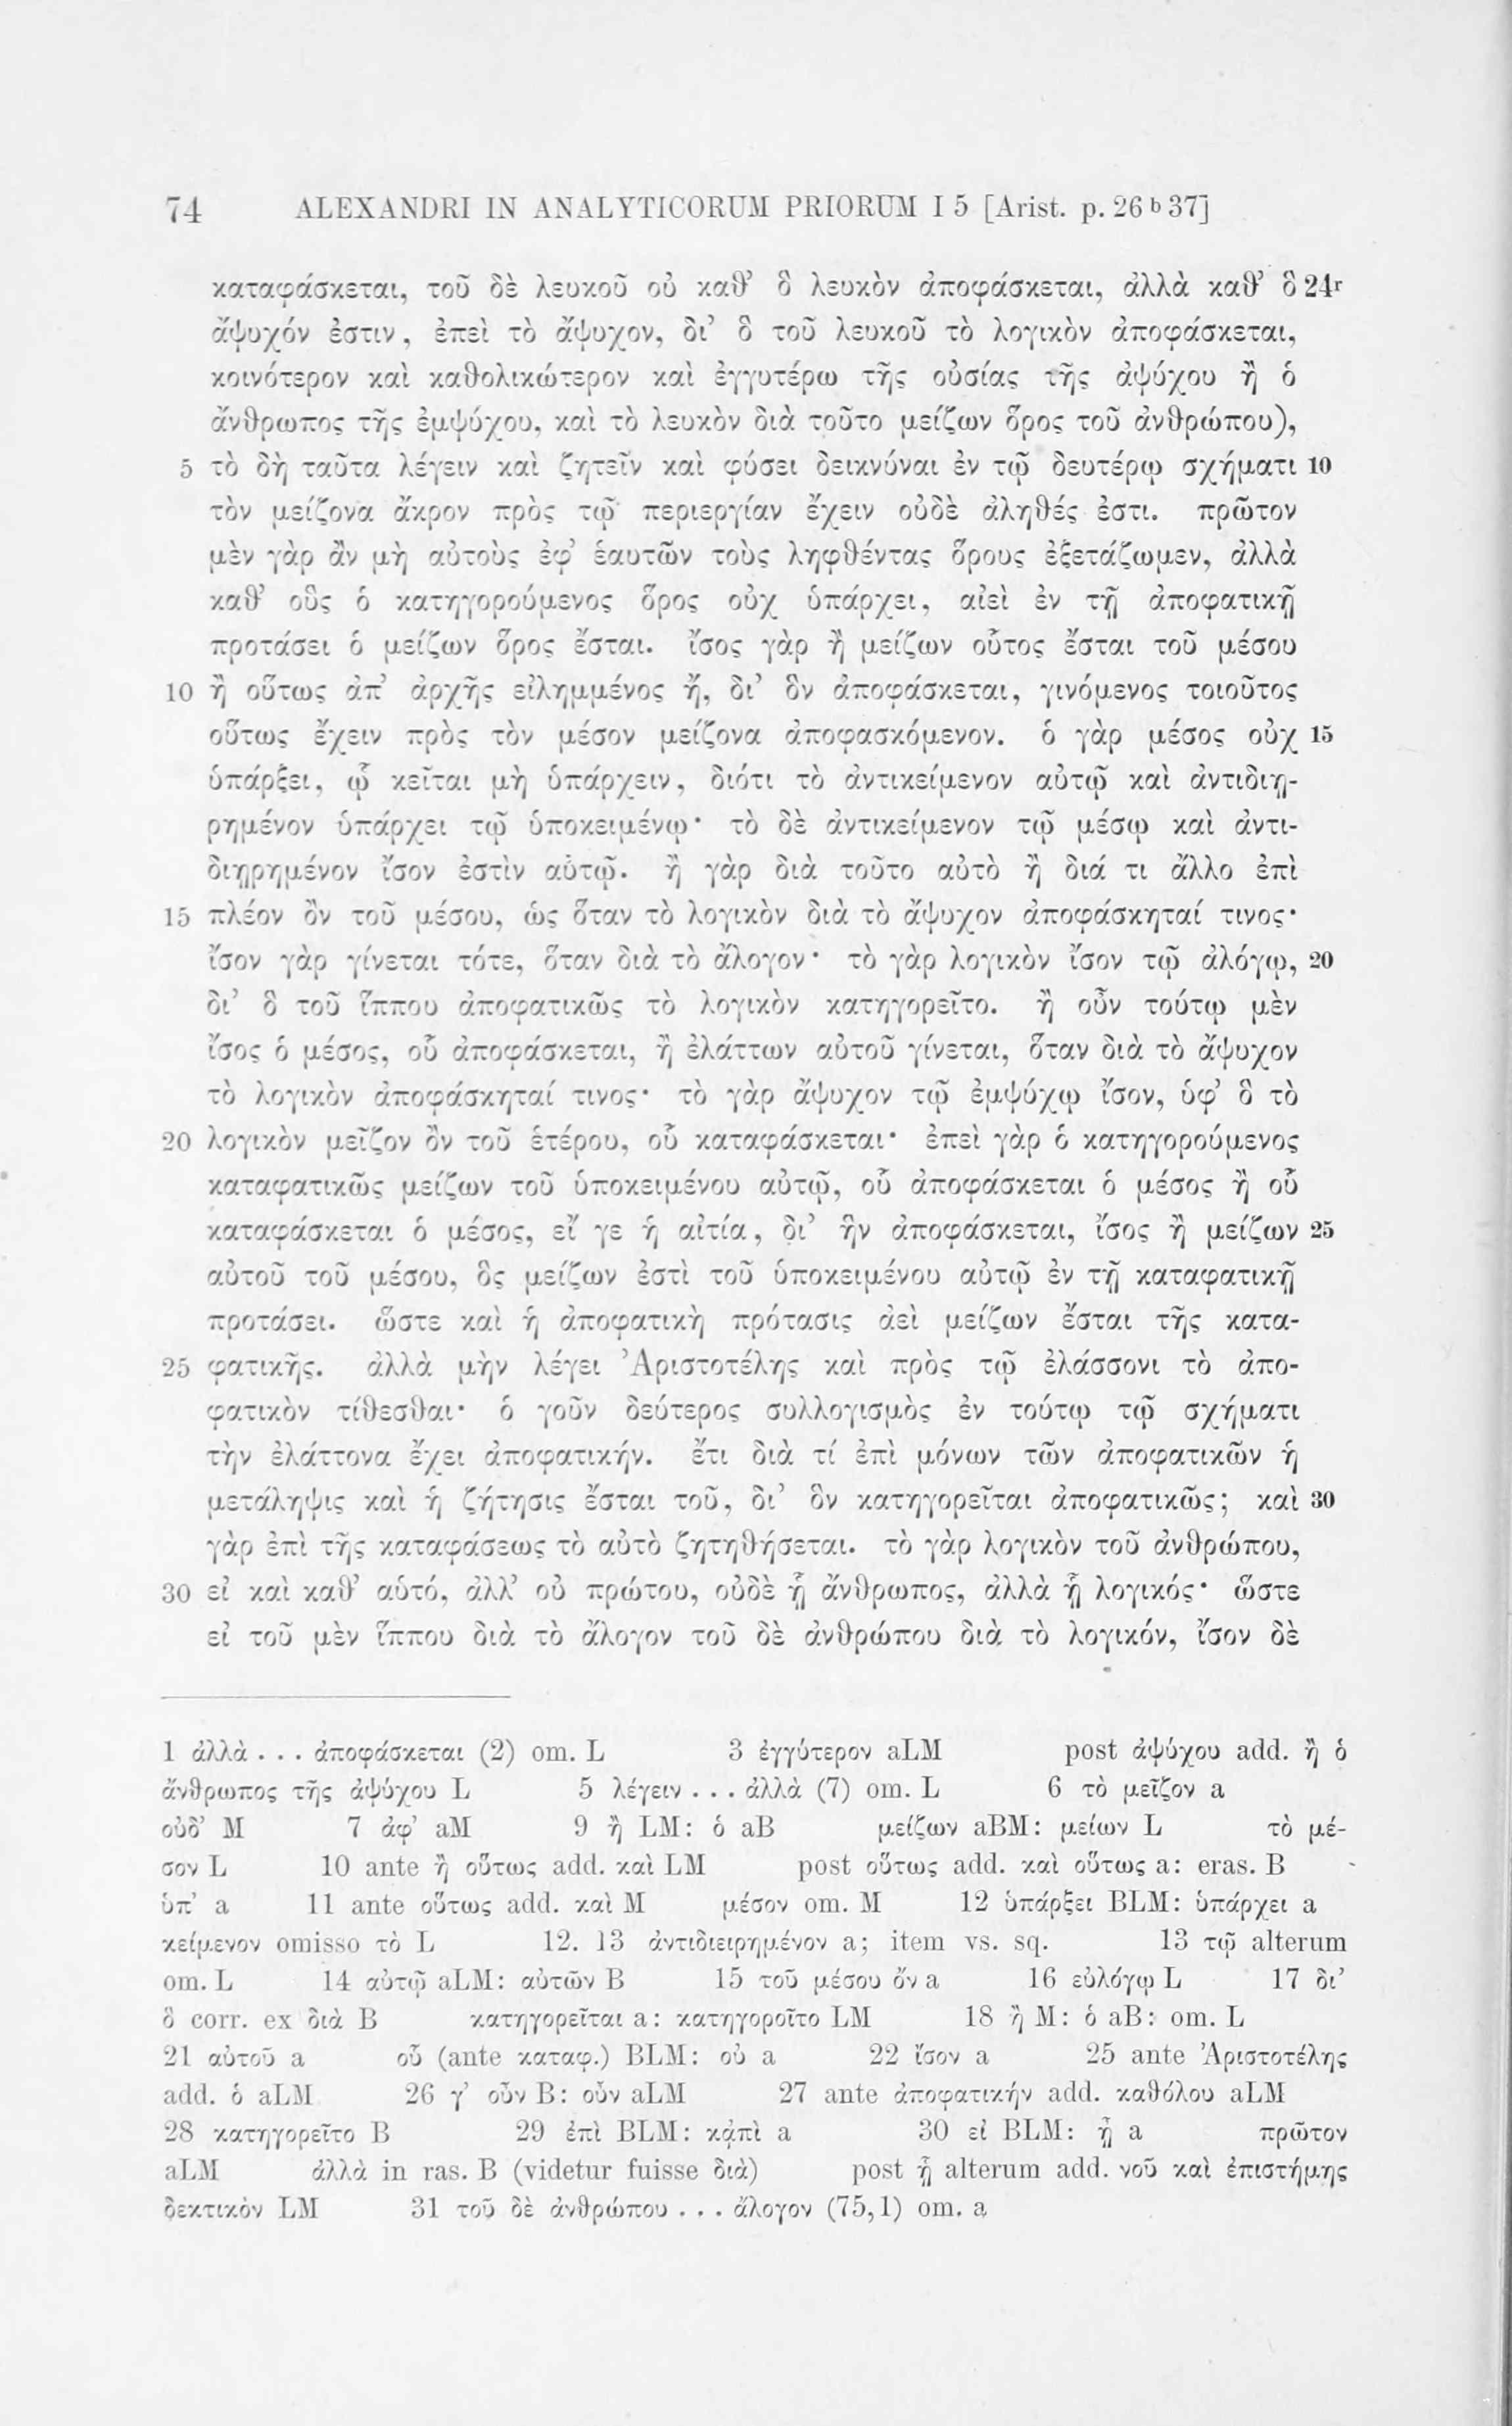 74 ALEXANDRI IN ANALYTICORUM PRIORUM I 5 [Arist. p. 26 b 37]
καταφάσκεται, τοῦ δὲ λευκοῦ οὐ καθ’ ὃ λευκὸν ἀποφάσκεται, ἀλλὰ καθ’ ὃ 24r
ἄψυχόν ἐστιν, ἐπεὶ τὸ ἄψυχον, δι’ ὃ τοῦ λευκοῦ τὸ λογικὸν ἀποφάσκεται,
κοινότερον καὶ καθολικώτερον καὶ ἐγγυτέρω τῆς οὐσίας τῆς ἀψύχου ἢ ὁ
ἄνθρωπος τῆς ἐμψύχου, καὶ τὸ λευκὸν διὰ τοῦτο μείζων ὅρος τοῦ ἀνθρώπου),
5 τὸ δὴ ταῦτα λέγειν καὶ ζητεῖν καὶ φύσει δεικνύναι ἐν τῷ δευτέρῳ σχήματι 10
τὸν μείζονα ἄκρον πρὸς τῷ περιεργίαν ἔχειν οὐδὲ ἀληθές ἐστι. πρῶτον
μὲν γὰρ ἂν μὴ αὐτοὺς ἐφ’ ἑαυτῶν τοὺς ληφθέντας ὅρους ἐξετάζωμεν, ἀλλὰ
καθ’ οὓς ὁ κατηγορούμενος ὅρος οὐχ ὑπάρχει, αἰεὶ ἐν τῇ ἀποφατικῇ
προτάσει ὁ μείζων ὅρος ἔσται. ἴσος γὰρ ἢ μείζων οὗτος ἔσται τοῦ μέσου
10 ἢ οὕτως ἀπ’ ἀρχῆς εἰλημμένος ἤ, δι’ ὃν ἀποφάσκεται, γινόμενος τοιοῦτος
οὕτως ἔχειν πρὸς τὸν μέσον μείζονα ἀποφασκόμενον. ὁ γὰρ μέσος οὐχ 15
ὑπάρξει, ᾧ κεῖται μὴ ὑπάρχειν, διότι τὸ ἀντικείμενον αὐτῷ καὶ ἀντιδιῃ-
ρημένον ὑπάρχει τῷ ὑποκειμένῳ· τὸ δὲ ἀντικείμενον τῷ μέσῳ καὶ ἀντι-
διῃρημένον ἴσον ἐστὶν αὐτῷ. ἢ γὰρ διὰ τοῦτο αὐτὸ ἢ διά τι ἄλλο ἐπὶ
15 πλέον ὂν τοῦ μέσου, ὡς ὅταν τὸ λογικὸν διὰ τὸ ἄψυχον ἀποφάσκηταί τινος·
ἴσον γὰρ γίνεται τότε, ὅταν διὰ τὸ ἄλογον· τὸ γὰρ λογικὸν ἴσον τῷ ἀλόγῳ, 20
δι’ ὃ τοῦ ἵππου ἀποφατικῶς τὸ λογικὸν κατηγορεῖτο. ἢ οὖν τούτῳ μὲν
ἴσος ὁ μέσος, οὗ ἀποφάσκεται, ἢ ἐλάττων αὐτοῦ γίνεται, ὅταν διὰ τὸ ἄψυχον
τὸ λογικὸν ἀποφάσκηταί τινος· τὸ γὰρ ἄψυχον τῷ ἐμψύχῳ ἴσον, ὑφ’ ὃ τὸ
20 λογικὸν μεῖζον ὂν τοῦ ἑτέρου, οὗ καταφάσκεται· ἐπεὶ γὰρ ὁ κατηγορούμενος
καταφατικῶς μείζων τοῦ ὑποκειμένου αὐτῷ, οὗ ἀποφάσκεται ὁ μέσος ἢ οὗ
καταφάσκεται ὁ μέσος, εἴ γε ἡ αἰτία, δι’ ἣν ἀποφάσκεται, ἴσος ἢ μείζων 25
αὐτοῦ τοῦ μέσου, ὃς μείζων ἐστὶ τοῦ ὑποκειμένου αὐτῷ ἐν τῇ καταφατικῇ
προτάσει. ὥστε καὶ ἡ ἀποφατικὴ πρότασις ἀεὶ μείζων ἔσται τῆς κατα-
25 φατικῆς. ἀλλὰ μὴν λέγει Ἀριστοτέλης καὶ πρὸς τῷ ἐλάσσονι τὸ ἀπο-
φατικὸν τίθεσθαι· ὁ γοῦν δεύτερος συλλογισμὸς ἐν τούτῳ τῷ σχήματι
τὴν ἐλάττονα ἔχει ἀποφατικήν. ἔτι διὰ τί ἐπὶ μόνων τῶν ἀποφατικῶν ἡ
μετάληψις καὶ ἡ ζήτησις ἔσται τοῦ, δι’ ὃν κατηγορεῖται ἀποφατικῶς; καὶ 30
γὰρ ἐπὶ τῆς καταφάσεως τὸ αὐτὸ ζητηθήσεται. τὸ γὰρ λογικὸν τοῦ ἀνθρώπου,
30 εἰ καὶ καθ’ αὑτό, ἀλλ’ οὐ πρώτου, οὐδὲ ᾗ ἄνθρωπος, ἀλλὰ ᾗ λογικός· ὥστε
εἰ τοῦ μὲν ἵππου διὰ τὸ ἄλογον τοῦ δὲ ἀνθρώπου διὰ τὸ λογικόν, ἴσον δὲ
1 ἀλλὰ . . . ἀποφάσκεται (2) om. L 3 ἐγγύτερον aLM post ἀψύχου add. ἢ ὁ
ἄνθρωπος τῆς ἀψύχου L 5 λέγειν . . . ἀλλὰ (7) om. L 6 τὸ μεῖζον a
οὐδ’ M 7 ἀφ’ aM 9 ἢ LM: ὁ aB μείζων aBM: μείων L τὸ μέ-
σον L 10 ante ἢ οὕτως add. καὶ LM post οὕτως add. καὶ οὕτως a: eras. B
ὑπ’ a 11 ante οὕτως add. καὶ M μέσον om. M 12 ὑπάρξει BLM: ὑπάρχει a
κείμενον omisso τὸ L 12. 13 ἀντιδιειρημένον a; item vs. sq. 13 τῷ alterum
om. L 14 αὐτῷ aLM: αὐτῶν B 15 τοῦ μέσου ὄν a 16 εὐλόγῳ L 17 δι’
ὃ corr. ex διὰ B κατηγορεῖται a: κατηγοροῖτο LM 18 ἢ M: ὁ aB: om. L
21 αὐτοῦ a οὗ (ante καταφ.) BLM: οὐ a 22 ἴσον a 25 ante Ἀριστοτέλης
add. ὁ aLM 26 γ’ οὖν B: οὖν aLM 27 ante ἀποφατικήν add. καθόλου aLM
28 κατηγορεῖτο B 29 ἐπὶ BLM: κἀπὶ a 30 εἰ BLM: ᾗ a πρῶτον
aLM ἀλλὰ in ras. B (videtur fuisse διὰ) post ᾗ alterum add. νοῦ καὶ ἐπιστήμης
δεκτικὸν LM 31 τοῦ δὲ ἀνθρώπου . . . ἄλογον (75,1) om. a